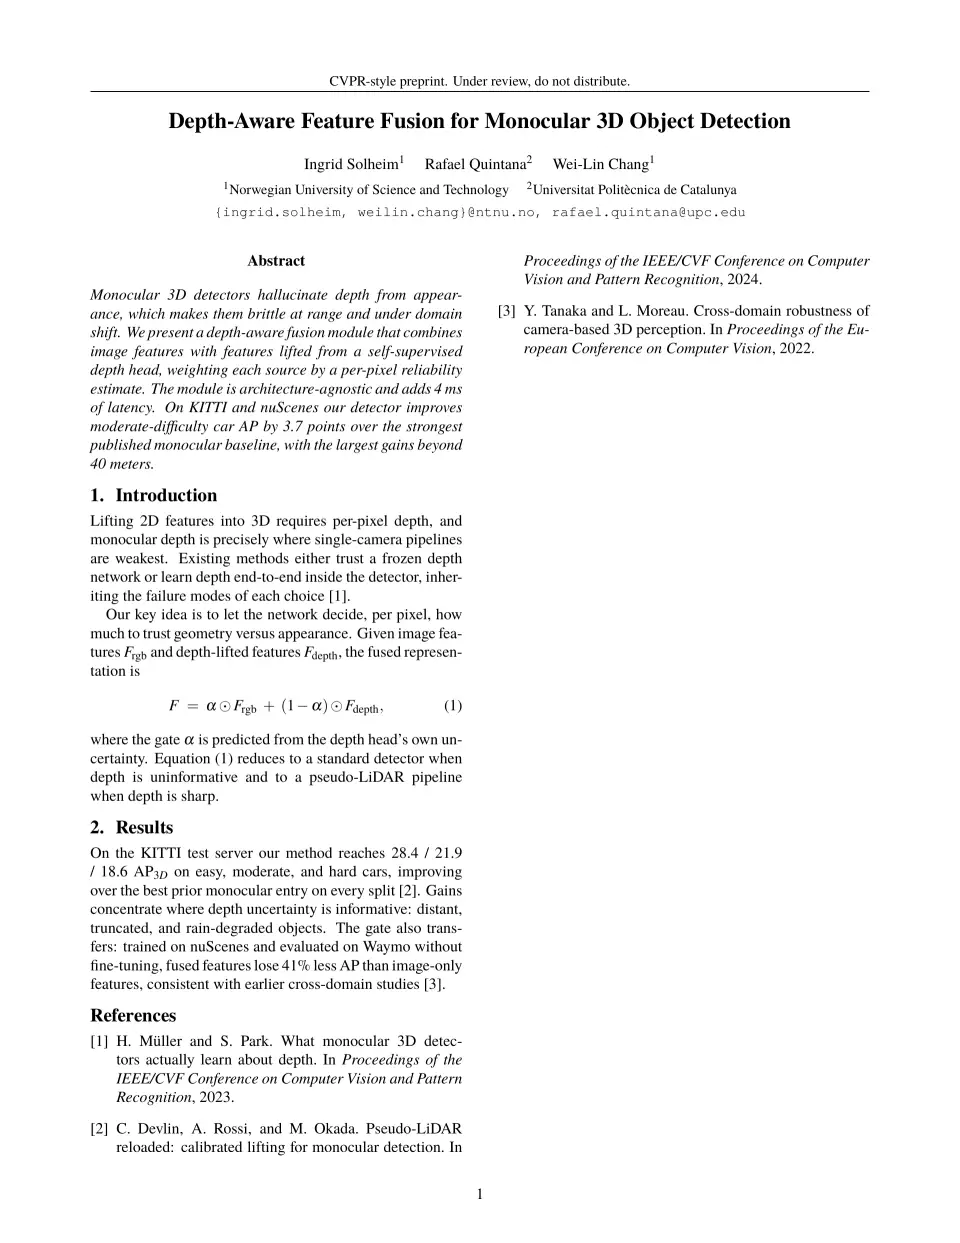 CVPR-style preprint. Under review, do not distribute.
Depth-Aware Feature Fusion for Monocular 3D Object Detection
Ingrid Solheim1 Rafael Quintana2 Wei-Lin Chang1
1Norwegian University of Science and Technology 2Universitat Politècnica de Catalunya
{ingrid.solheim, weilin.chang}@ntnu.no, rafael.quintana@upc.edu
Abstract
Monocular 3D detectors hallucinate depth from appear-
ance, which makes them brittle at range and under domain
shift. We present a depth-aware fusion module that combines
image features with features lifted from a self-supervised
depth head, weighting each source by a per-pixel reliability
estimate. The module is architecture-agnostic and adds 4 ms
of latency. On KITTI and nuScenes our detector improves
moderate-difficulty car AP by 3.7 points over the strongest
published monocular baseline, with the largest gains beyond
40 meters.
1. Introduction
Lifting 2D features into 3D requires per-pixel depth, and
monocular depth is precisely where single-camera pipelines
are weakest. Existing methods either trust a frozen depth
network or learn depth end-to-end inside the detector, inher-
iting the failure modes of each choice [1].
Our key idea is to let the network decide, per pixel, how
much to trust geometry versus appearance. Given image fea-
tures Frgb and depth-lifted features Fdepth, the fused represen-
tation is
F = α ⊙ Frgb + (1 − α) ⊙ Fdepth, (1)
where the gate α is predicted from the depth head's own un-
certainty. Equation (1) reduces to a standard detector when
depth is uninformative and to a pseudo-LiDAR pipeline
when depth is sharp.
2. Results
On the KITTI test server our method reaches 28.4 / 21.9
/ 18.6 AP3D on easy, moderate, and hard cars, improving
over the best prior monocular entry on every split [2]. Gains
concentrate where depth uncertainty is informative: distant,
truncated, and rain-degraded objects. The gate also trans-
fers: trained on nuScenes and evaluated on Waymo without
fine-tuning, fused features lose 41% less AP than image-only
features, consistent with earlier cross-domain studies [3].
References
[1] H. Müller and S. Park. What monocular 3D detec-
tors actually learn about depth. In Proceedings of the
IEEE/CVF Conference on Computer Vision and Pattern
Recognition, 2023.
[2] C. Devlin, A. Rossi, and M. Okada. Pseudo-LiDAR
reloaded: calibrated lifting for monocular detection. In
Proceedings of the IEEE/CVF Conference on Computer
Vision and Pattern Recognition, 2024.
[3] Y. Tanaka and L. Moreau. Cross-domain robustness of
camera-based 3D perception. In Proceedings of the Eu-
ropean Conference on Computer Vision, 2022.
1